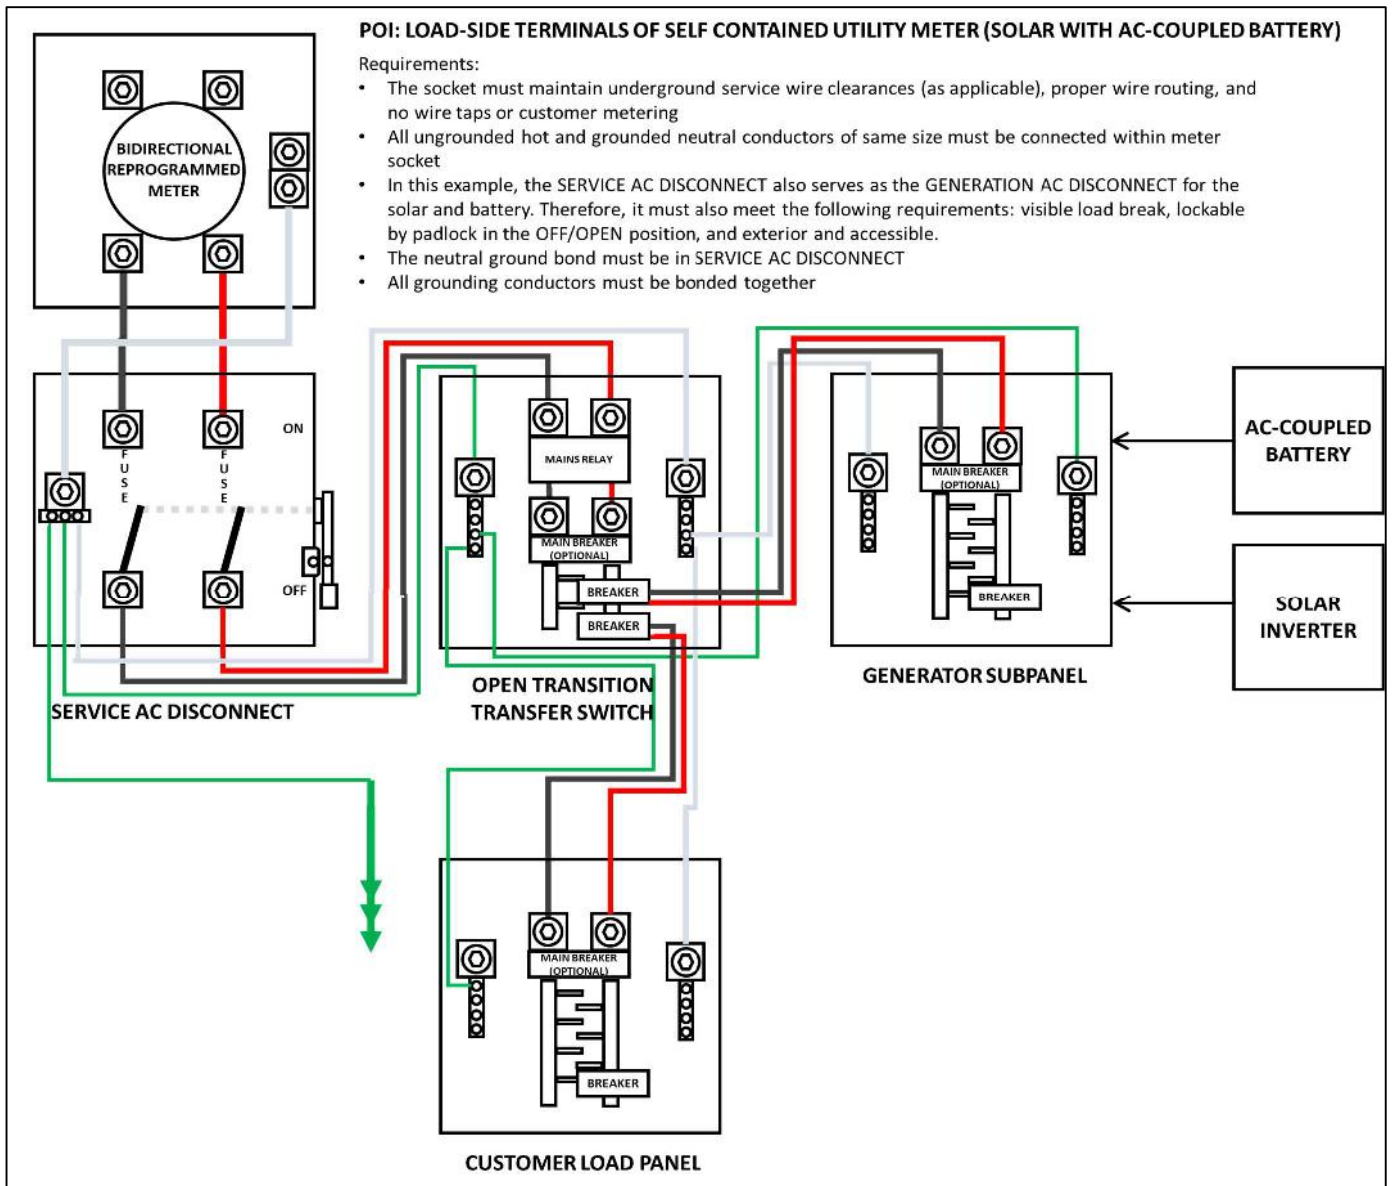 POI: LOAD-SIDE TERMINALS OF SELF CONTAINED UTILITY METER (SOLAR WITH AC-COUPLED BATTERY)
Requirements:
• The socket must maintain underground service wire clearances (as applicable), proper wire routing, and
no wire taps or customer metering
• All ungrounded hot and grounded neutral conductors of same size must be connected within meter
socket
• In this example, the SERVICE AC DISCONNECT also serves as the GENERATION AC DISCONNECT for the
solar and battery. Therefore, it must also meet the following requirements: visible load break, lockable
by padlock in the OFF/OPEN position, and exterior and accessible.
• The neutral ground bond must be in SERVICE AC DISCONNECT
• All grounding conductors must be bonded together
BIDIRECTIONAL
REPROGRAMMED
METER
FUSE
FUSE
ON
OFF
SERVICE AC DISCONNECT
MAINS RELAY
MAIN BREAKER
(OPTIONAL)
BREAKER
BREAKER
OPEN TRANSITION
TRANSFER SWITCH
MAIN BREAKER
(OPTIONAL)
BREAKER
GENERATOR SUBPANEL
AC-COUPLED
BATTERY
SOLAR
INVERTER
MAIN BREAKER
(OPTIONAL)
BREAKER
CUSTOMER LOAD PANEL